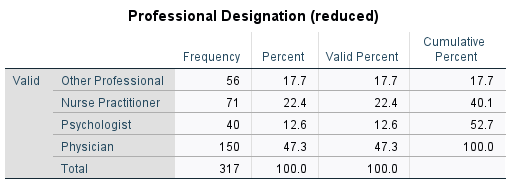 Professional Designation (reduced)
Frequency Percent Valid Percent Cumulative Percent
Valid Other Professional 56 17.7 17.7 17.7
Nurse Practitioner 71 22.4 22.4 40.1
Psychologist 40 12.6 12.6 52.7
Physician 150 47.3 47.3 100.0
Total 317 100.0 100.0